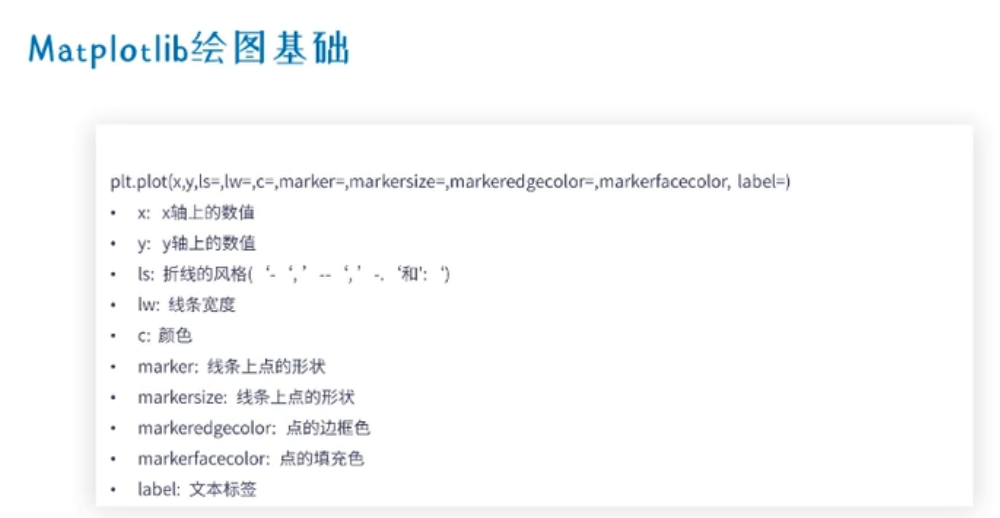 Matplotlib绘图基础
plt.plot(x,y,ls=,lw=,c=,marker=,markersize=,markeredgecolor=,markerfacecolor, label=)
• x: x轴上的数值
• y: y轴上的数值
• ls: 折线的风格( ‘- ‘,’ -- ‘,’ -. ‘和': ‘)
• lw: 线条宽度
• c: 颜色
• marker: 线条上点的形状
• markersize: 线条上点的形状
• markeredgecolor: 点的边框色
• markerfacecolor: 点的填充色
• label: 文本标签